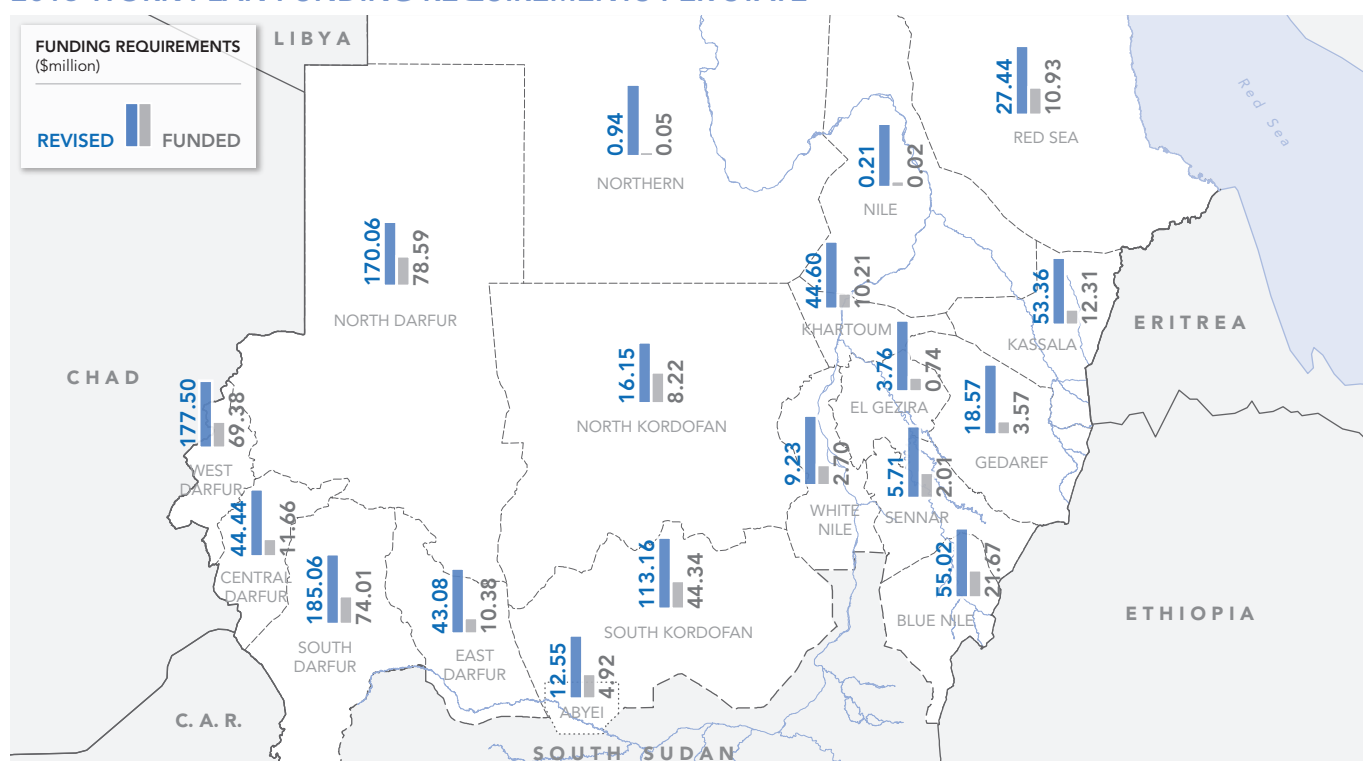 LIBYA
FUNDING REQUIREMENTS
($million)
REVISED
FUNDED
27.44
10.93
RED SEA
Red Sea
0.94
0.05
NORTHERN
0.21
0.02
NILE
170.06
78.59
NORTH DARFUR
44.60
10.21
KHARTOUM
53.36
12.31
KASSALA
ERITREA
CHAD
177.50
69.38
WEST
DARFUR
16.15
8.22
NORTH KORDOFAN
3.76
0.74
EL GEZIRA
18.57
3.57
GEDAREF
9.23
2.70
WHITE
NILE
5.71
2.01
SENNAR
44.44
11.66
CENTRAL
DARFUR
185.06
74.01
SOUTH
DARFUR
43.08
10.38
EAST
DARFUR
113.16
44.34
SOUTH KORDOFAN
55.02
21.67
BLUE NILE
ETHIOPIA
12.55
4.92
ABYEI
C. A. R.
SOUTH SUDAN